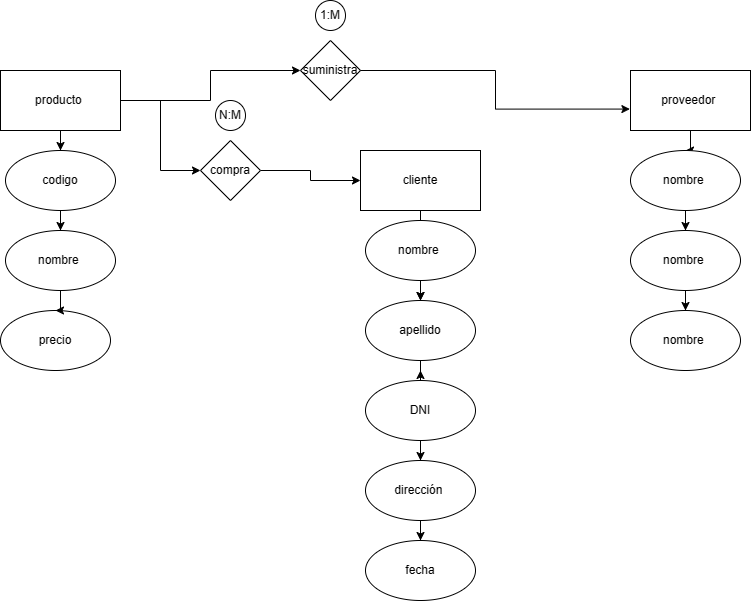 1:M
suministra
producto
proveedor
N:M
compra
cliente
codigo
nombre
precio
nombre
apellido
DNI
dirección
fecha
nombre
nombre
nombre